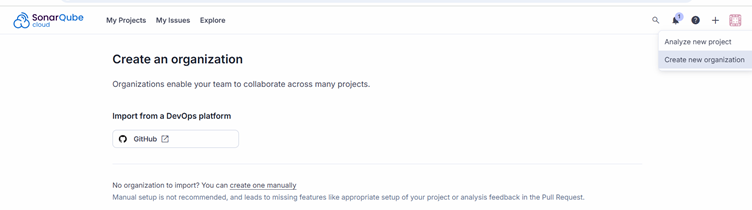 SonarQube
cloud
My Projects
My Issues
Explore
1
?
Analyze new project
Create new organization
Create an organization
Organizations enable your team to collaborate across many projects.
Import from a DevOps platform
GitHub
No organization to import? You can create one manually
Manual setup is not recommended, and leads to missing features like appropriate setup of your project or analysis feedback in the Pull Request.